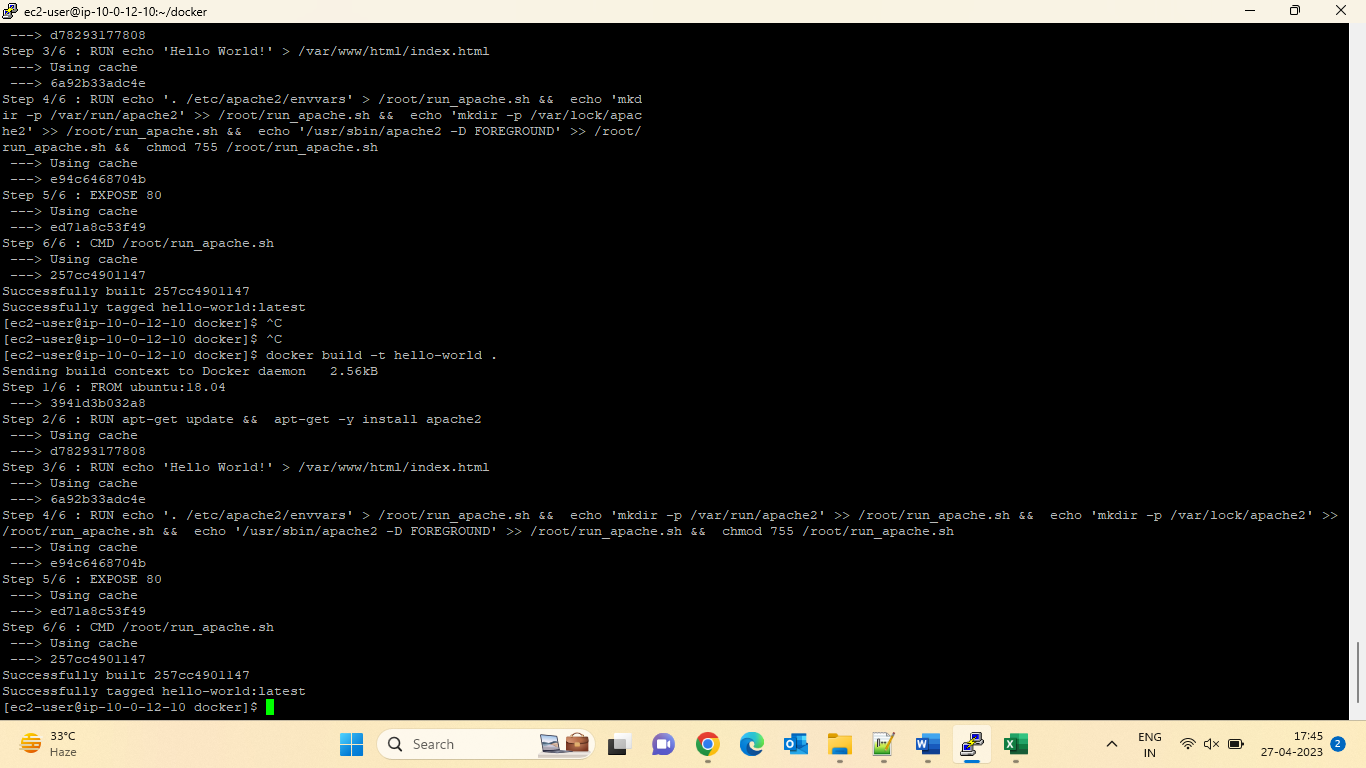 ec2-user@ip-10-0-12-10:~/docker
---> d78293177808
Step 3/6 : RUN echo 'Hello World!' > /var/www/html/index.html
---> Using cache
---> 6a92b33adc4e
Step 4/6 : RUN echo '. /etc/apache2/envvars' > /root/run_apache.sh &&  echo 'mkd
ir -p /var/run/apache2' >> /root/run_apache.sh &&  echo 'mkdir -p /var/lock/apac
he2' >> /root/run_apache.sh &&  echo '/usr/sbin/apache2 -D FOREGROUND' >> /root/
run_apache.sh &&  chmod 755 /root/run_apache.sh
---> Using cache
---> e94c6468704b
Step 5/6 : EXPOSE 80
---> Using cache
---> ed71a8c53f49
Step 6/6 : CMD /root/run_apache.sh
---> Using cache
---> 257cc4901147
Successfully built 257cc4901147
Successfully tagged hello-world:latest
[ec2-user@ip-10-0-12-10 docker]$ ^C
[ec2-user@ip-10-0-12-10 docker]$ ^C
[ec2-user@ip-10-0-12-10 docker]$ docker build -t hello-world .
Sending build context to Docker daemon   2.56kB
Step 1/6 : FROM ubuntu:18.04
---> 3941d3b032a8
Step 2/6 : RUN apt-get update &&  apt-get -y install apache2
---> Using cache
---> d78293177808
Step 3/6 : RUN echo 'Hello World!' > /var/www/html/index.html
---> Using cache
---> 6a92b33adc4e
Step 4/6 : RUN echo '. /etc/apache2/envvars' > /root/run_apache.sh &&  echo 'mkdir -p /var/run/apache2' >> /root/run_apache.sh &&  echo 'mkdir -p /var/lock/apache2' >>
/root/run_apache.sh &&  echo '/usr/sbin/apache2 -D FOREGROUND' >> /root/run_apache.sh &&  chmod 755 /root/run_apache.sh
---> Using cache
---> e94c6468704b
Step 5/6 : EXPOSE 80
---> Using cache
---> ed71a8c53f49
Step 6/6 : CMD /root/run_apache.sh
---> Using cache
---> 257cc4901147
Successfully built 257cc4901147
Successfully tagged hello-world:latest
[ec2-user@ip-10-0-12-10 docker]$
33°C
Haze
Search
ENG
IN
17:45
27-04-2023
2